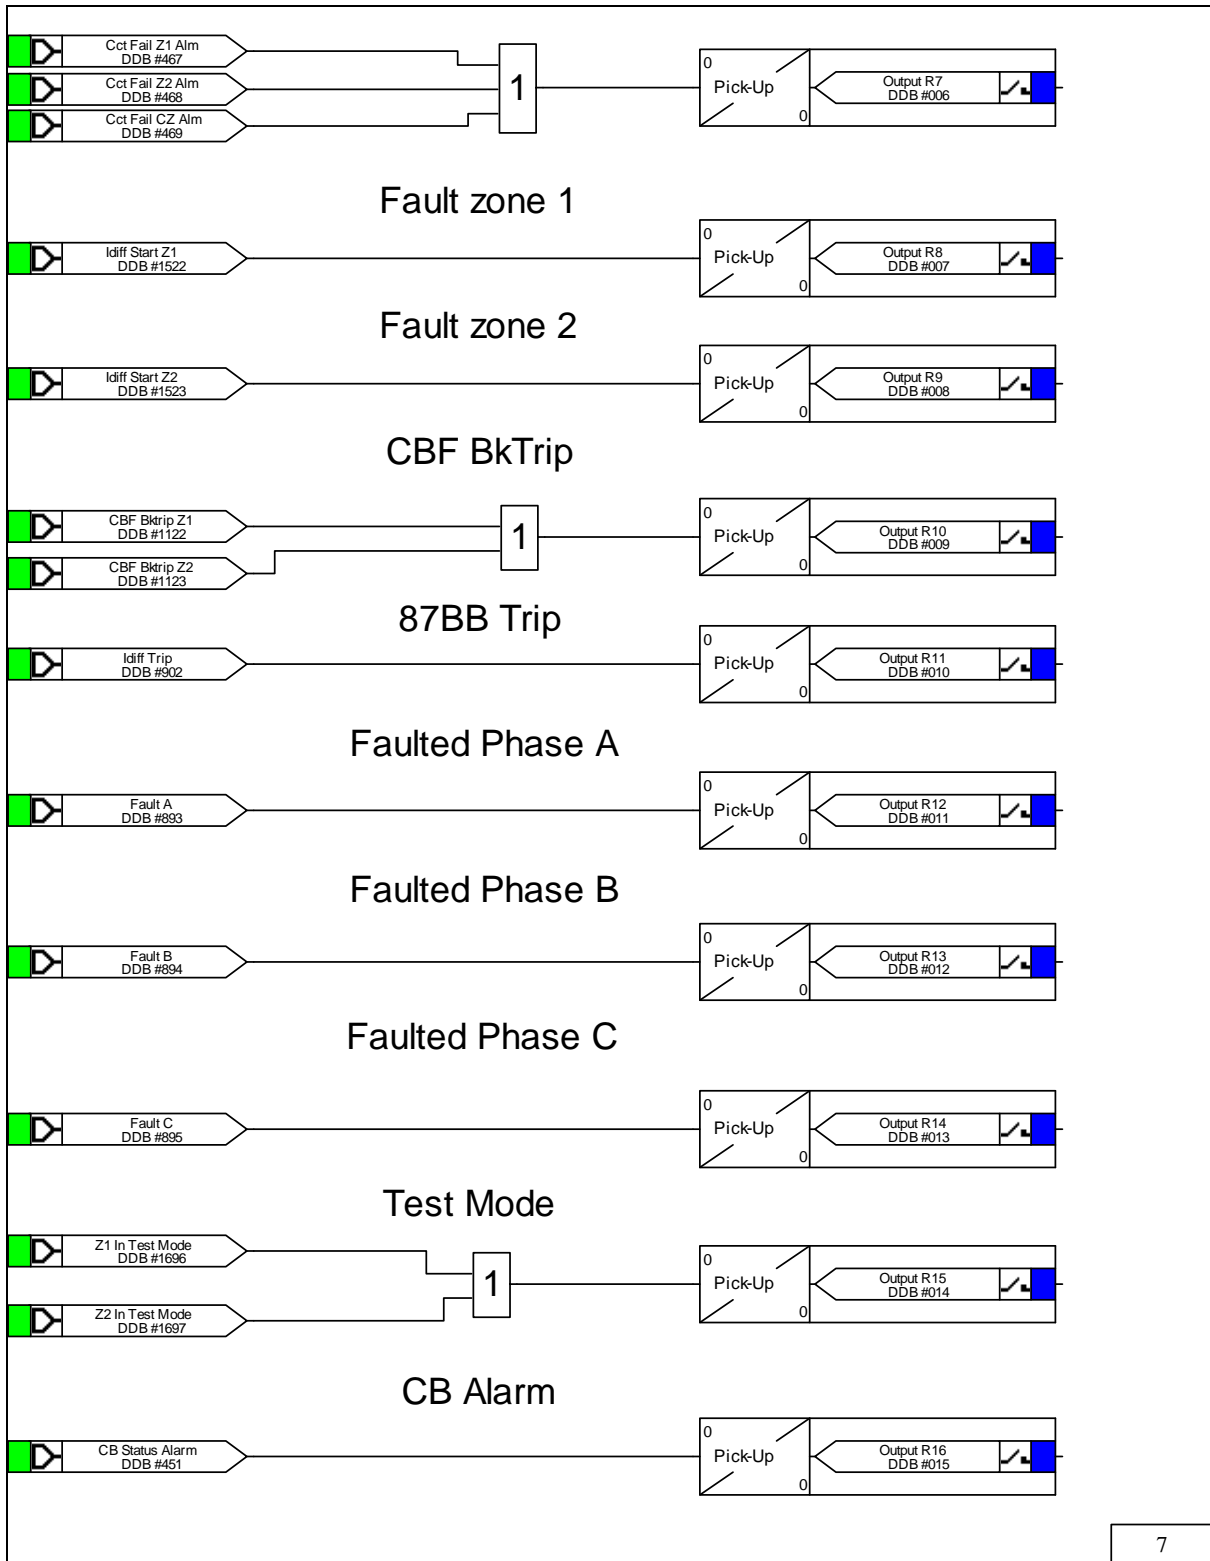 Cct Fail Z1 Alm
DDB #467
Cct Fail Z2 Alm
DDB #468
Cct Fail CZ Alm
DDB #469
1
0
Pick-Up
0
Output R7
DDB #006
Fault zone 1
Idiff Start Z1
DDB #1522
0
Pick-Up
0
Output R8
DDB #007
Fault zone 2
Idiff Start Z2
DDB #1523
0
Pick-Up
0
Output R9
DDB #008
CBF BkTrip
CBF Bktrip Z1
DDB #1122
CBF Bktrip Z2
DDB #1123
1
0
Pick-Up
0
Output R10
DDB #009
87BB Trip
Idiff Trip
DDB #902
0
Pick-Up
0
Output R11
DDB #010
Faulted Phase A
Fault A
DDB #893
0
Pick-Up
0
Output R12
DDB #011
Faulted Phase B
Fault B
DDB #894
0
Pick-Up
0
Output R13
DDB #012
Faulted Phase C
Fault C
DDB #895
0
Pick-Up
0
Output R14
DDB #013
Test Mode
Z1 In Test Mode
DDB #1696
Z2 In Test Mode
DDB #1697
1
0
Pick-Up
0
Output R15
DDB #014
CB Alarm
CB Status Alarm
DDB #451
0
Pick-Up
0
Output R16
DDB #015
7